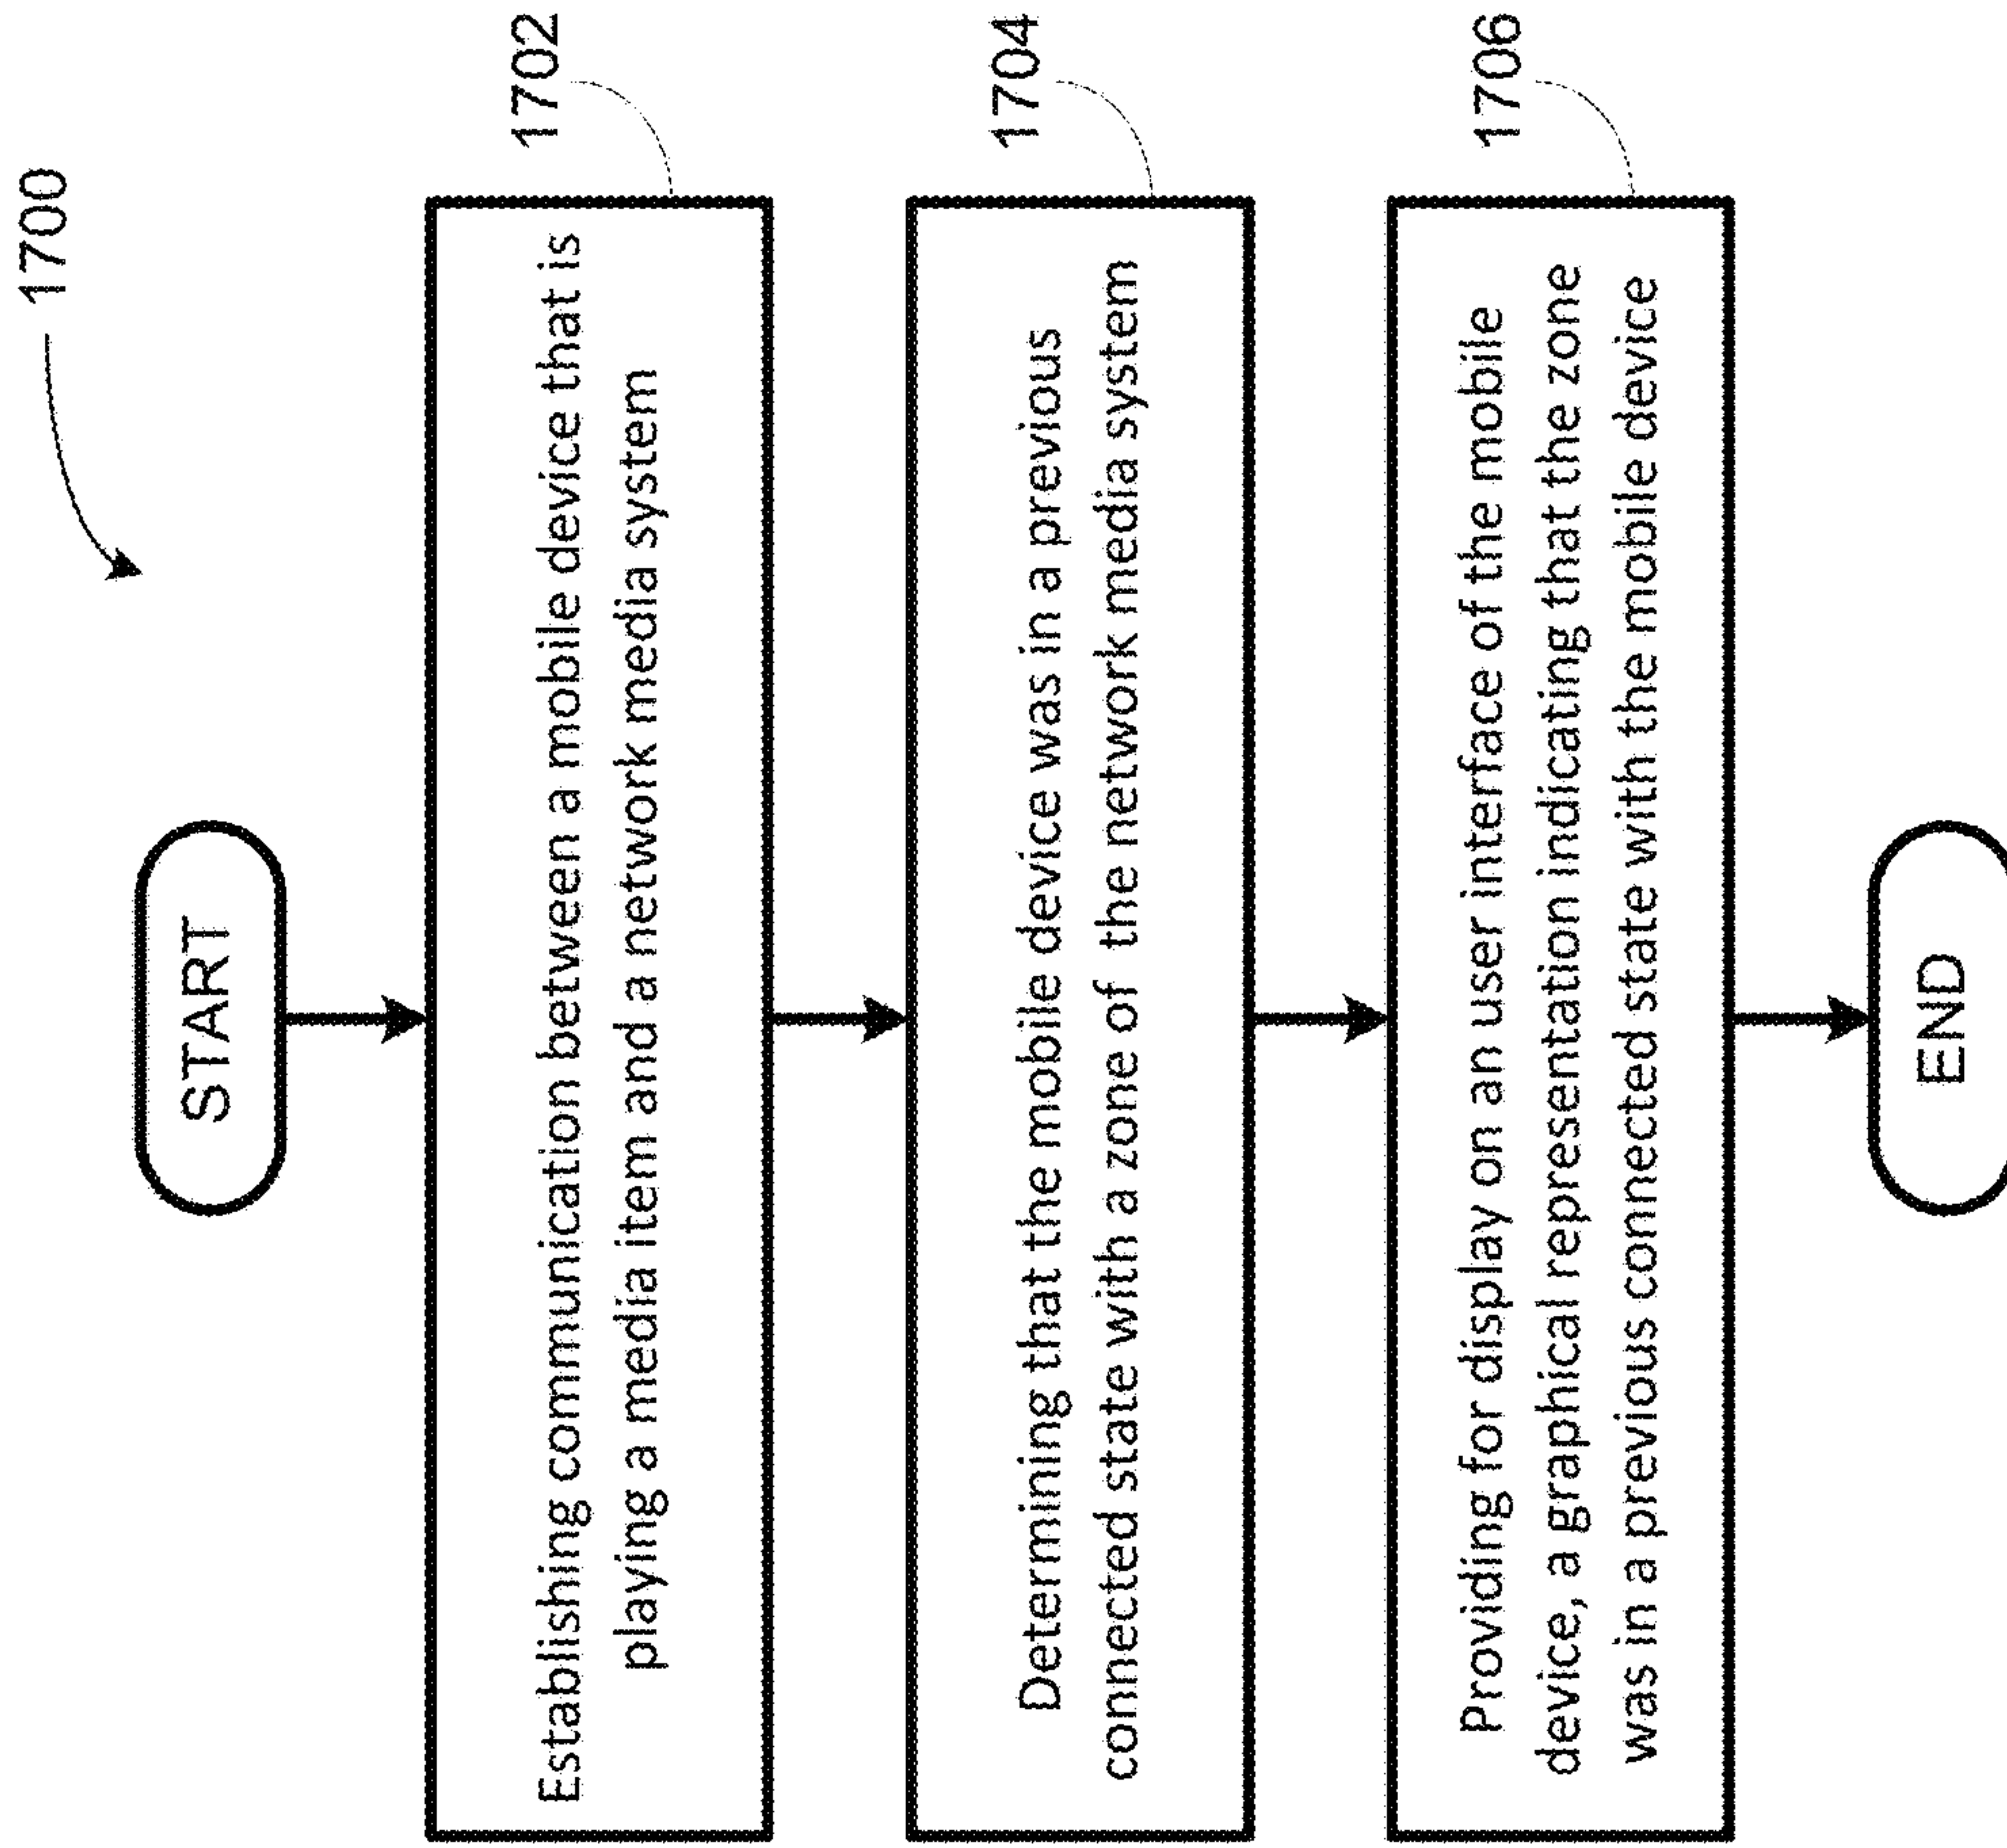 1700
START
Establishing communication between a mobile device that is
playing a media item and a network media system
1702
Determining that the mobile device was in a previous
connected state with a zone of the network media system
1704
Providing for display on an user interface of the mobile
device, a graphical representation indicating that the zone
was in a previous connected state with the mobile device
1706
END